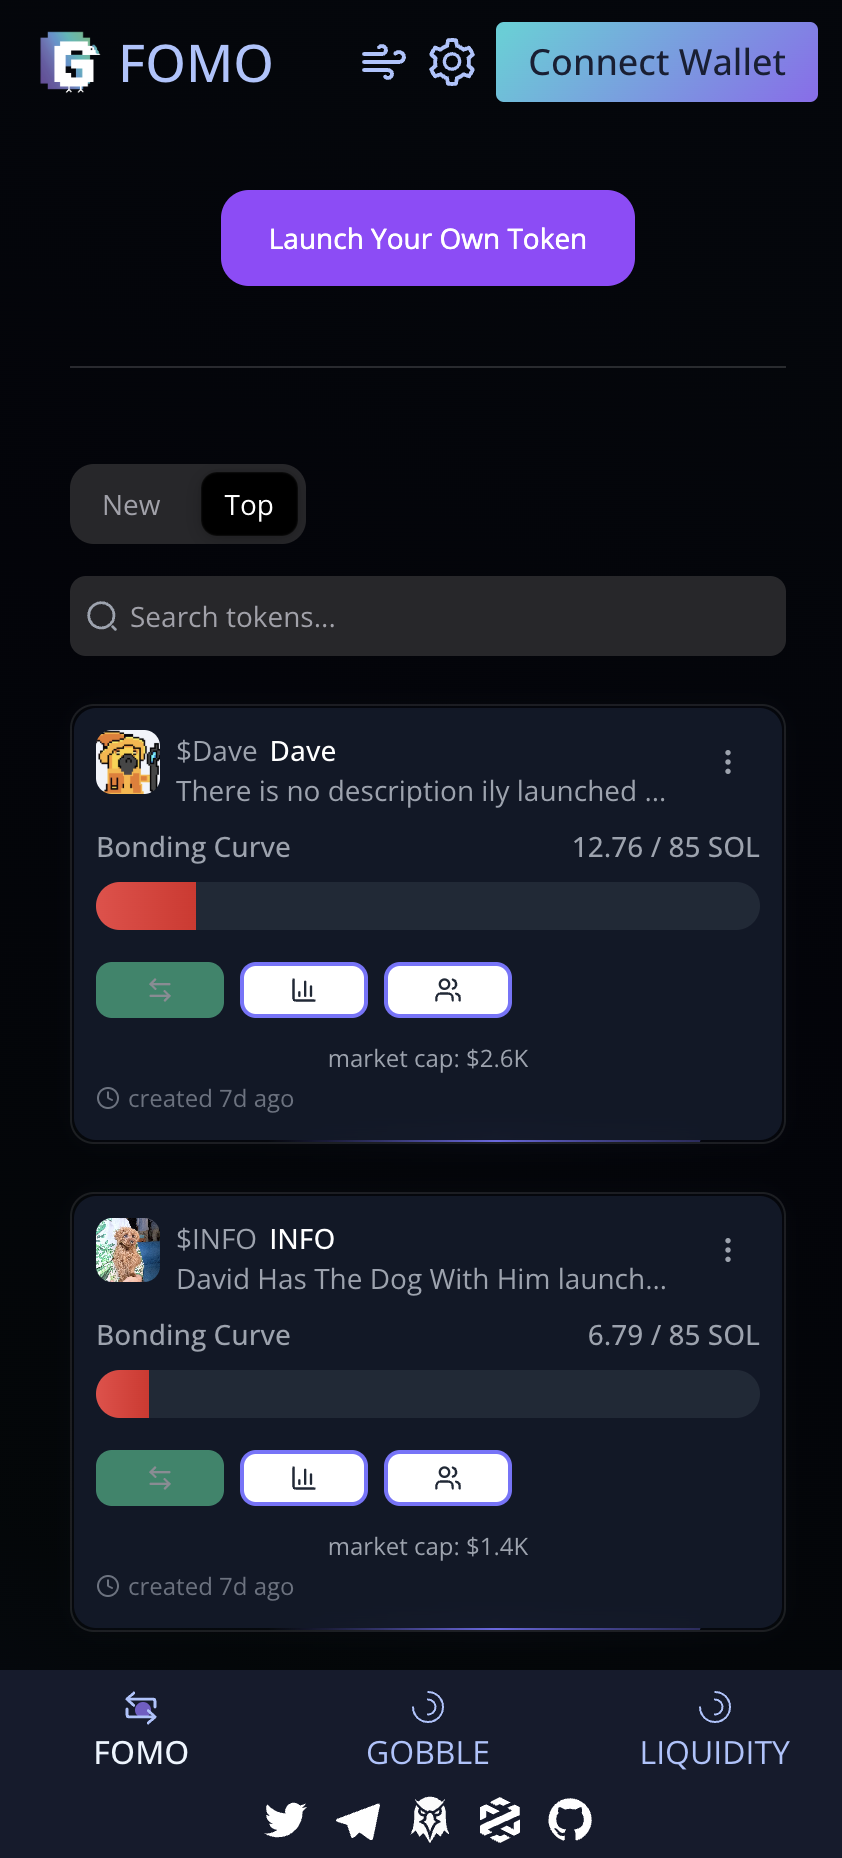 G FOMO Connect Wallet
Launch Your Own Token
New Top
Search tokens...
$Dave Dave
There is no description ily launched ...
Bonding Curve 12.76 / 85 SOL
market cap: $2.6K
created 7d ago
$INFO INFO
David Has The Dog With Him launch...
Bonding Curve 6.79 / 85 SOL
market cap: $1.4K
created 7d ago
FOMO GOBBLE LIQUIDITY